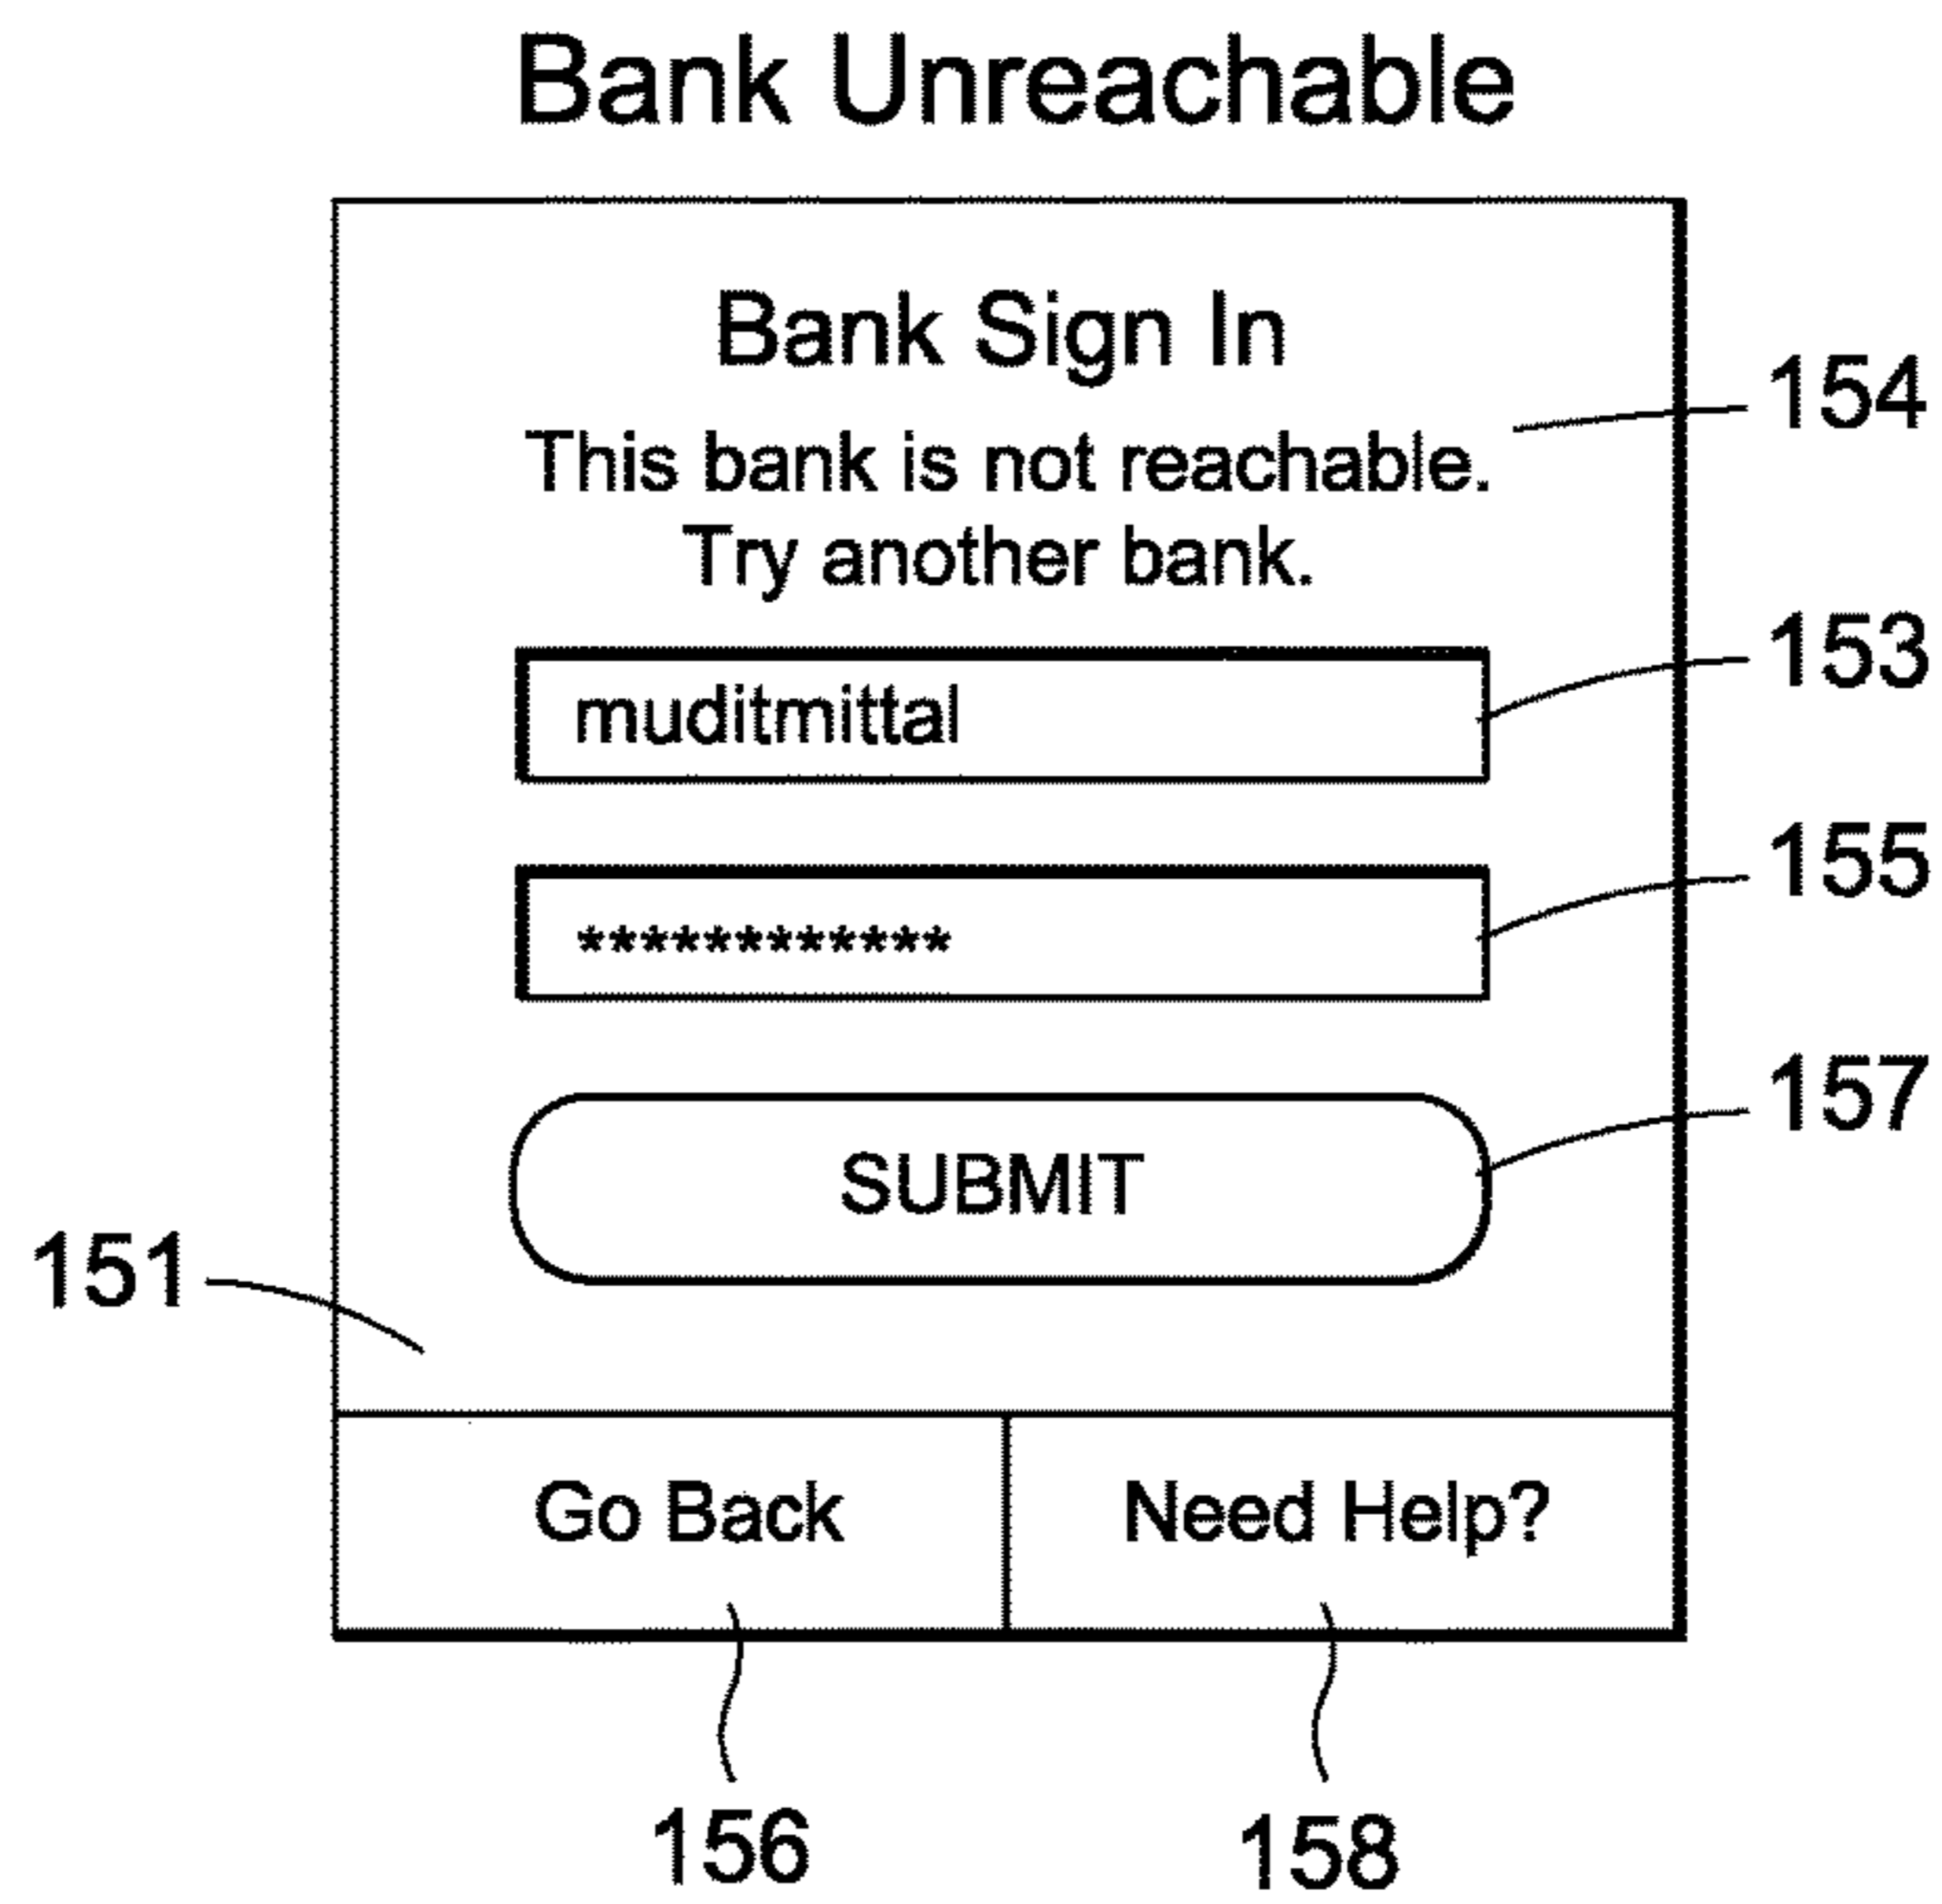 Bank Unreachable
Bank Sign In
154
This bank is not reachable.
Try another bank.
153
muditmittal
155
************
157
SUBMIT
151
Go Back
Need Help?
156
158